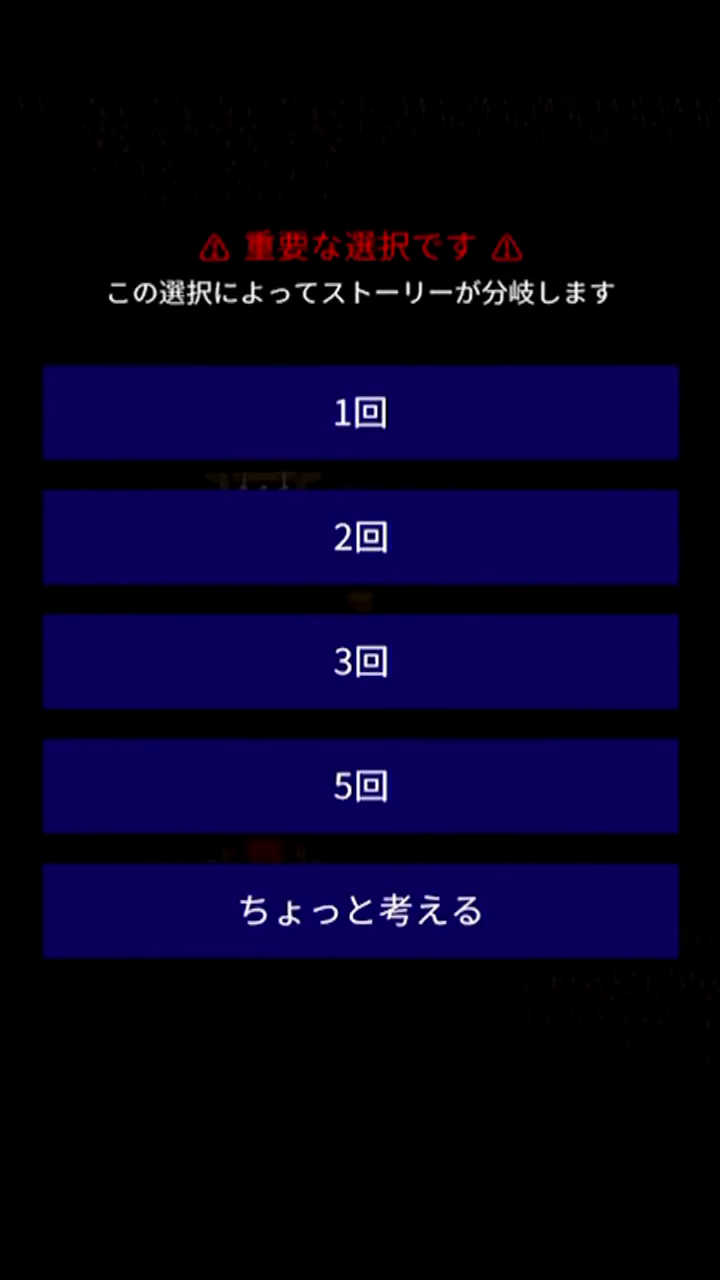 ⚠ 重要な選択です ⚠
この選択によってストーリーが分岐します
1回
2回
3回
5回
ちょっと考える